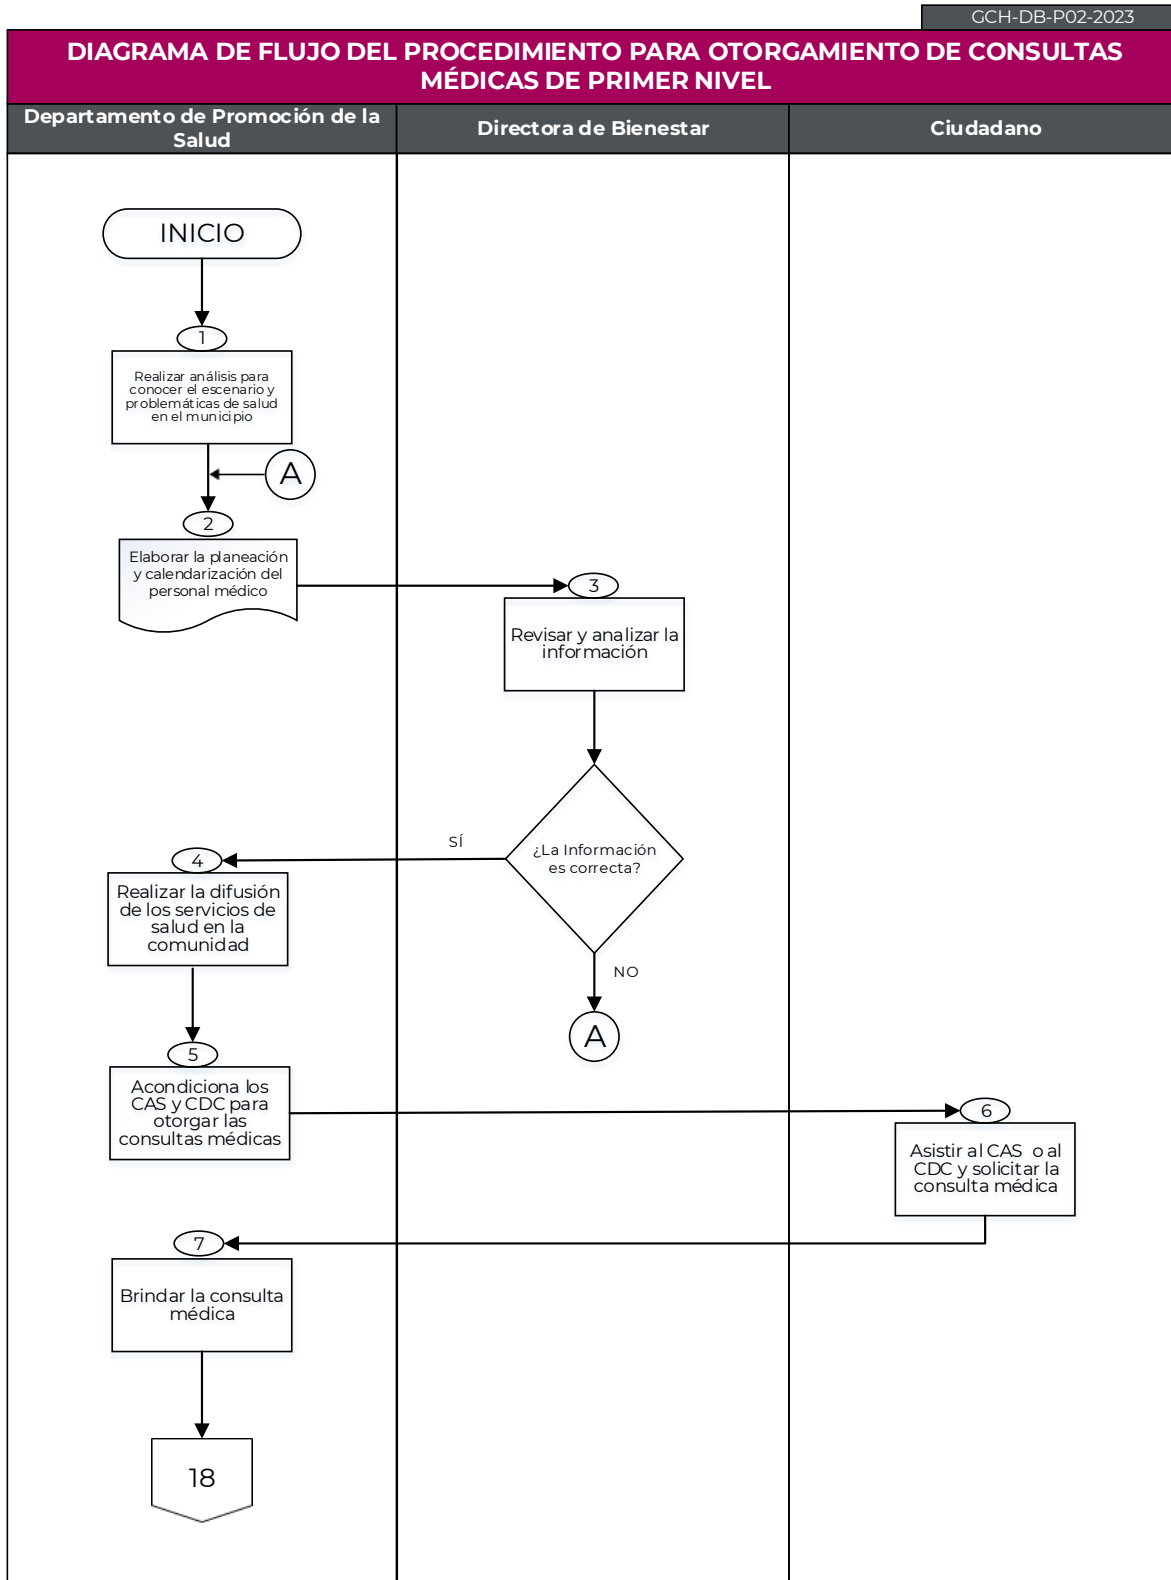 GCH-DB-P02-2023
DIAGRAMA DE FLUJO DEL PROCEDIMIENTO PARA OTORGAMIENTO DE CONSULTAS
MÉDICAS DE PRIMER NIVEL
Departamento de Promoción de la
Salud
Directora de Bienestar
Ciudadano
INICIO
1
Realizar análisis para
conocer el escenario y
problemáticas de salud
en el municipio
A
2
Elaborar la planeación
y calendarización del
personal médico
3
Revisar y analizar la
información
¿La Información
es correcta?
SÍ
NO
A
4
Realizar la difusión
de los servicios de
salud en la
comunidad
5
Acondiciona los
CAS y CDC para
otorgar las
consultas médicas
6
Asistir al CAS o al
CDC y solicitar la
consulta médica
7
Brindar la consulta
médica
18